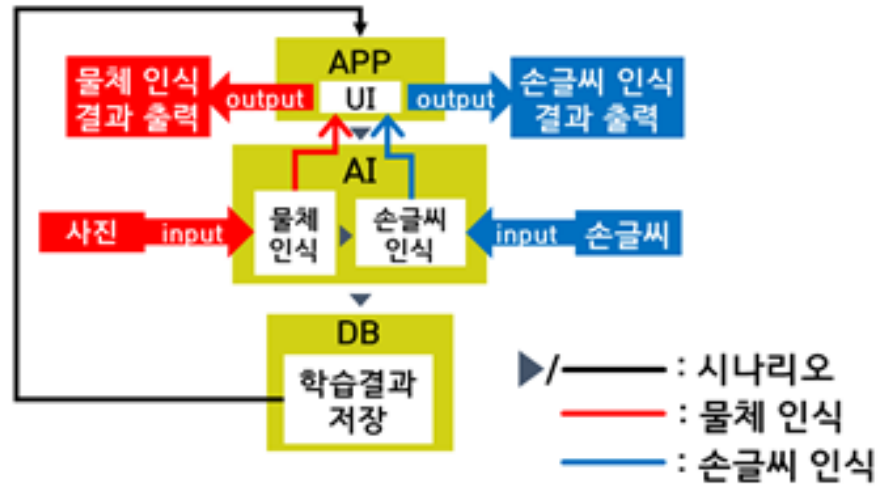 APP
물체 인식
결과 출력
output
UI
output
손글씨 인식
결과 출력
AI
사진
input
물체
인식
손글씨
인식
input
손글씨
DB
학습결과
저장
/ : 시나리오
: 물체 인식
: 손글씨 인식